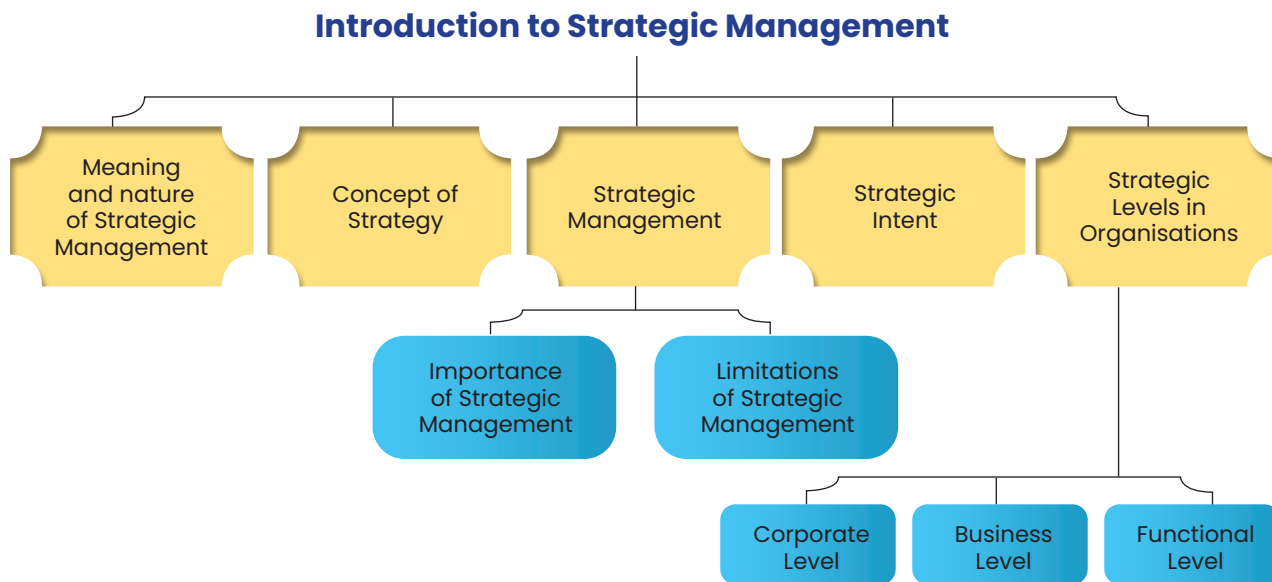 Introduction to Strategic Management
Meaning
and nature
of Strategic
Management
Concept of
Strategy
Strategic
Management
Strategic
Intent
Strategic
Levels in
Organisations
Importance
of Strategic
Management
Limitations
of Strategic
Management
Corporate
Level
Business
Level
Functional
Level